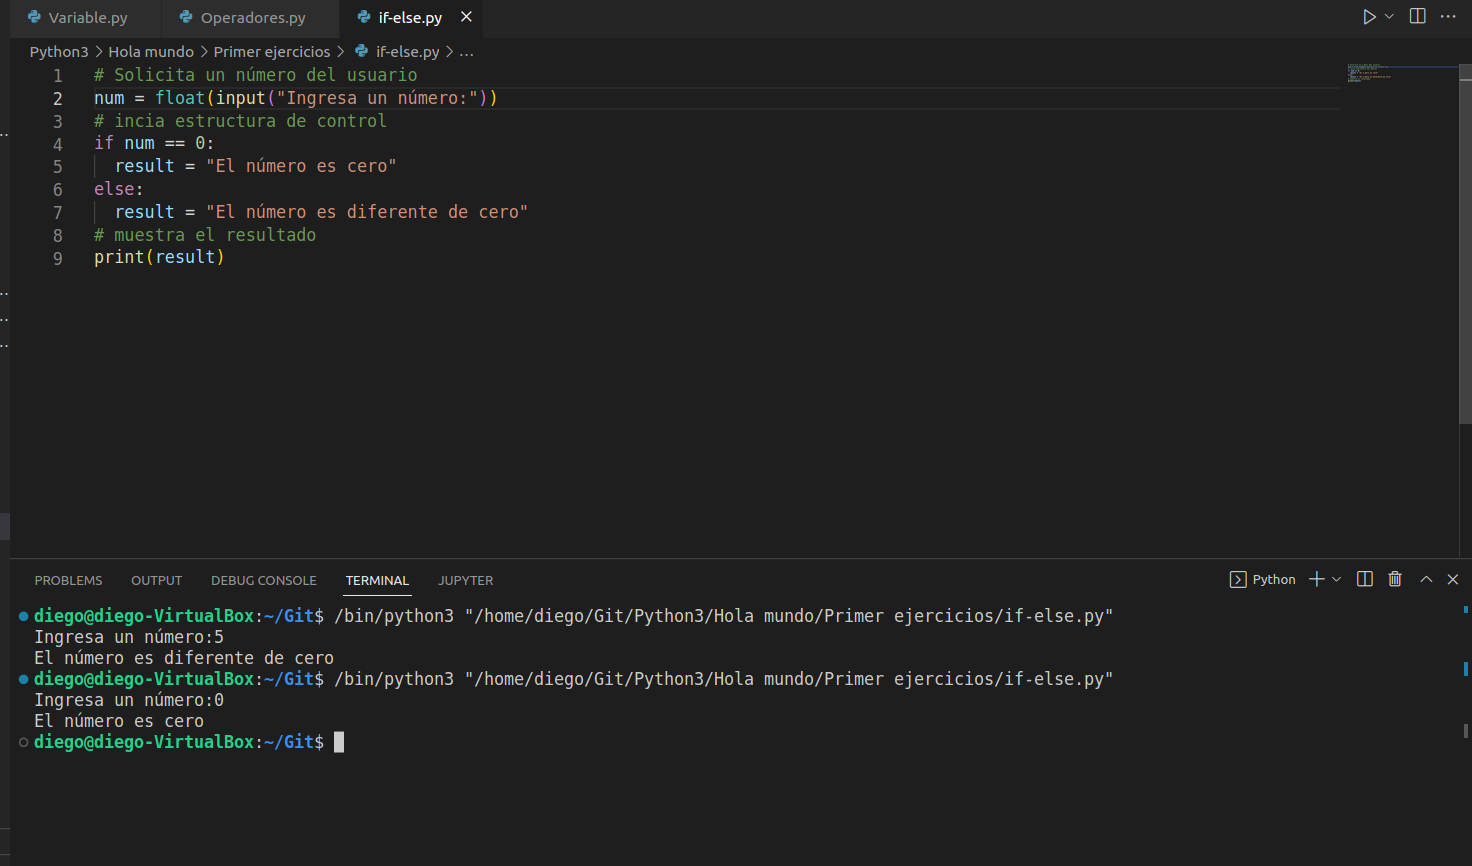 Variable.py Operadores.py if-else.py
Python3 > Hola mundo > Primer ejercicios > if-else.py > ...
1 # Solicita un número del usuario
2 num = float(input("Ingresa un número:"))
3 # incia estructura de control
4 if num == 0:
5   result = "El número es cero"
6 else:
7   result = "El número es diferente de cero"
8 # muestra el resultado
9 print(result)
PROBLEMS OUTPUT DEBUG CONSOLE TERMINAL JUPYTER Python
diego@diego-VirtualBox:~/Git$ /bin/python3 "/home/diego/Git/Python3/Hola mundo/Primer ejercicios/if-else.py"
Ingresa un número:5
El número es diferente de cero
diego@diego-VirtualBox:~/Git$ /bin/python3 "/home/diego/Git/Python3/Hola mundo/Primer ejercicios/if-else.py"
Ingresa un número:0
El número es cero
diego@diego-VirtualBox:~/Git$